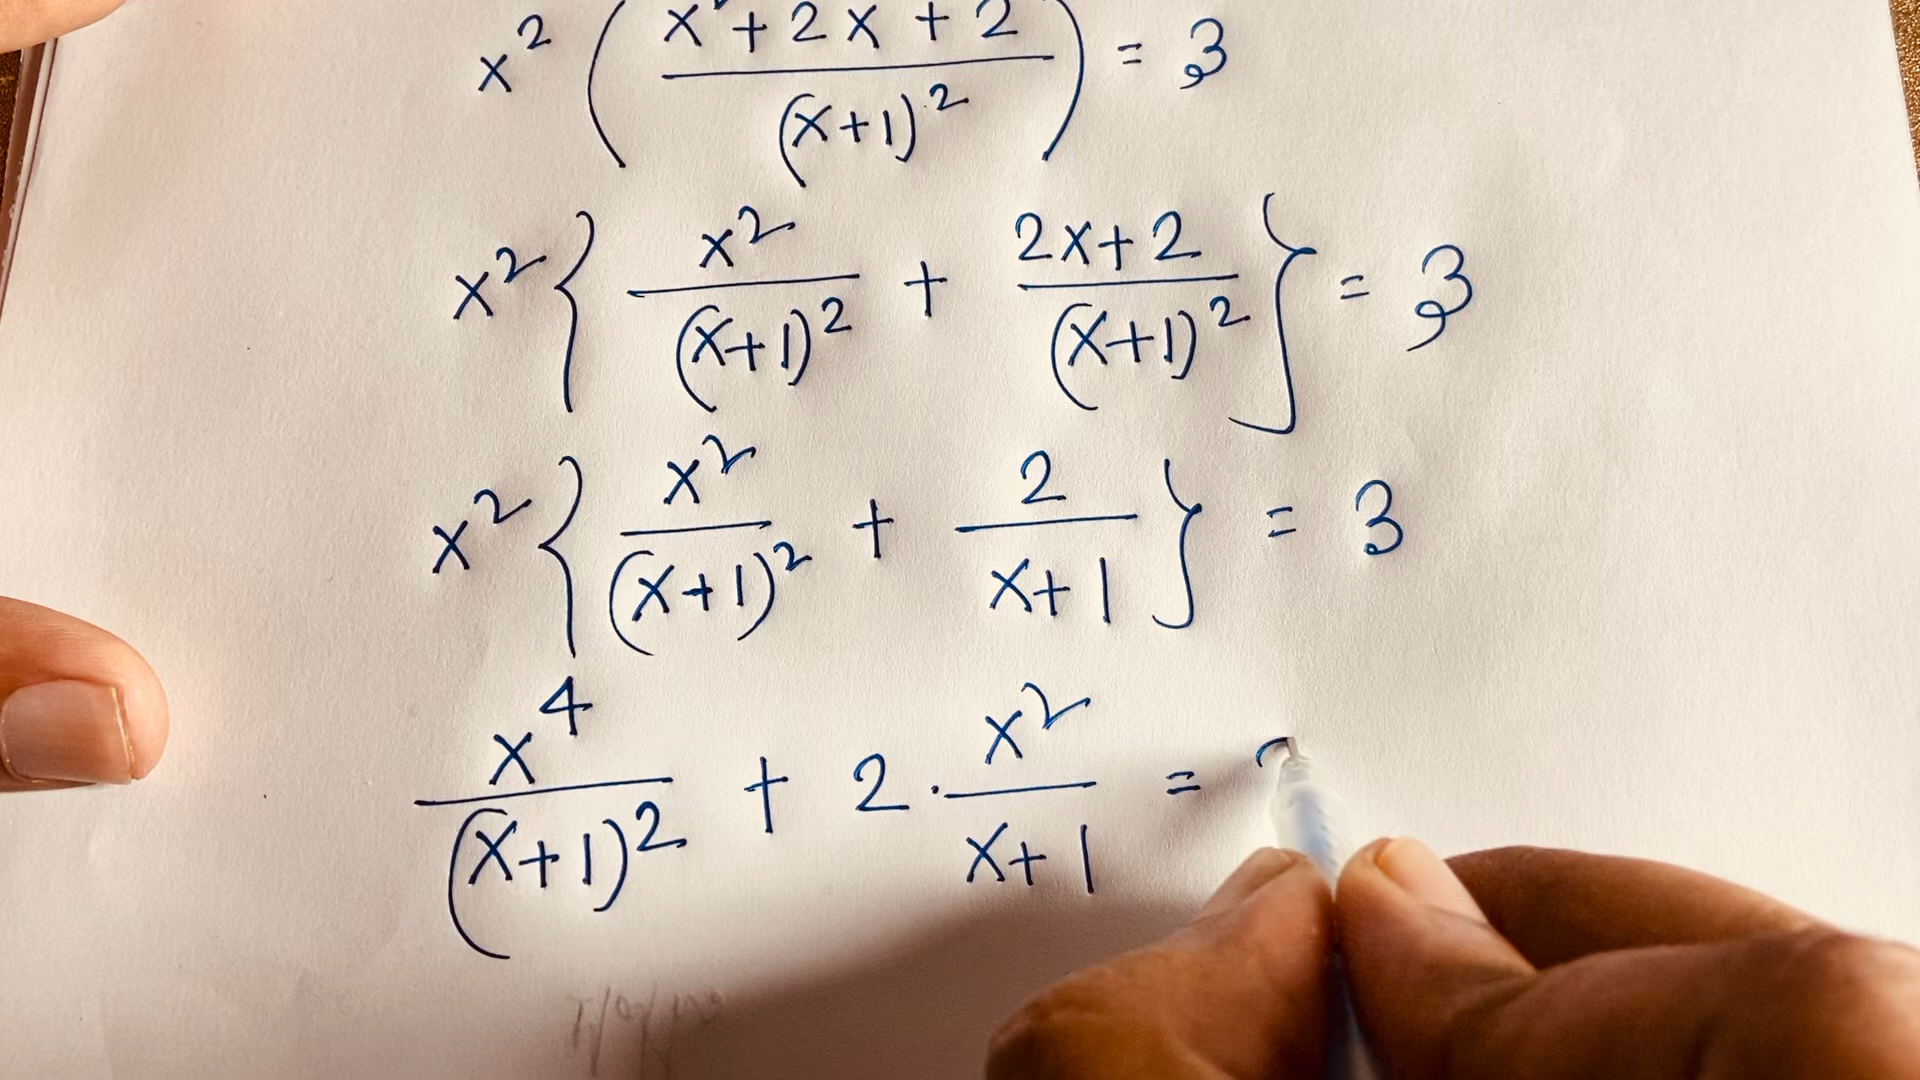 x² ( (x² + 2x + 2) / (x+1)² ) = 3
x² { x² / (x+1)² + (2x+2) / (x+1)² } = 3
x² { x² / (x+1)² + 2 / (x+1) } = 3
x⁴ / (x+1)² + 2 · x² / (x+1) =